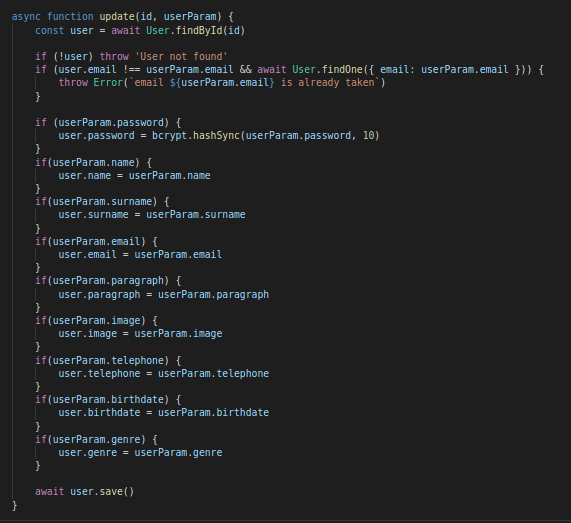 async function update(id, userParam) {
    const user = await User.findById(id)

    if (!user) throw 'User not found'
    if (user.email !== userParam.email && await User.findOne({ email: userParam.email })) {
        throw Error(`email ${userParam.email} is already taken`)
    }

    if (userParam.password) {
        user.password = bcrypt.hashSync(userParam.password, 10)
    }
    if(userParam.name) {
        user.name = userParam.name
    }
    if(userParam.surname) {
        user.surname = userParam.surname
    }
    if(userParam.email) {
        user.email = userParam.email
    }
    if(userParam.paragraph) {
        user.paragraph = userParam.paragraph
    }
    if(userParam.image) {
        user.image = userParam.image
    }
    if(userParam.telephone) {
        user.telephone = userParam.telephone
    }
    if(userParam.birthdate) {
        user.birthdate = userParam.birthdate
    }
    if(userParam.genre) {
        user.genre = userParam.genre
    }

    await user.save()
}